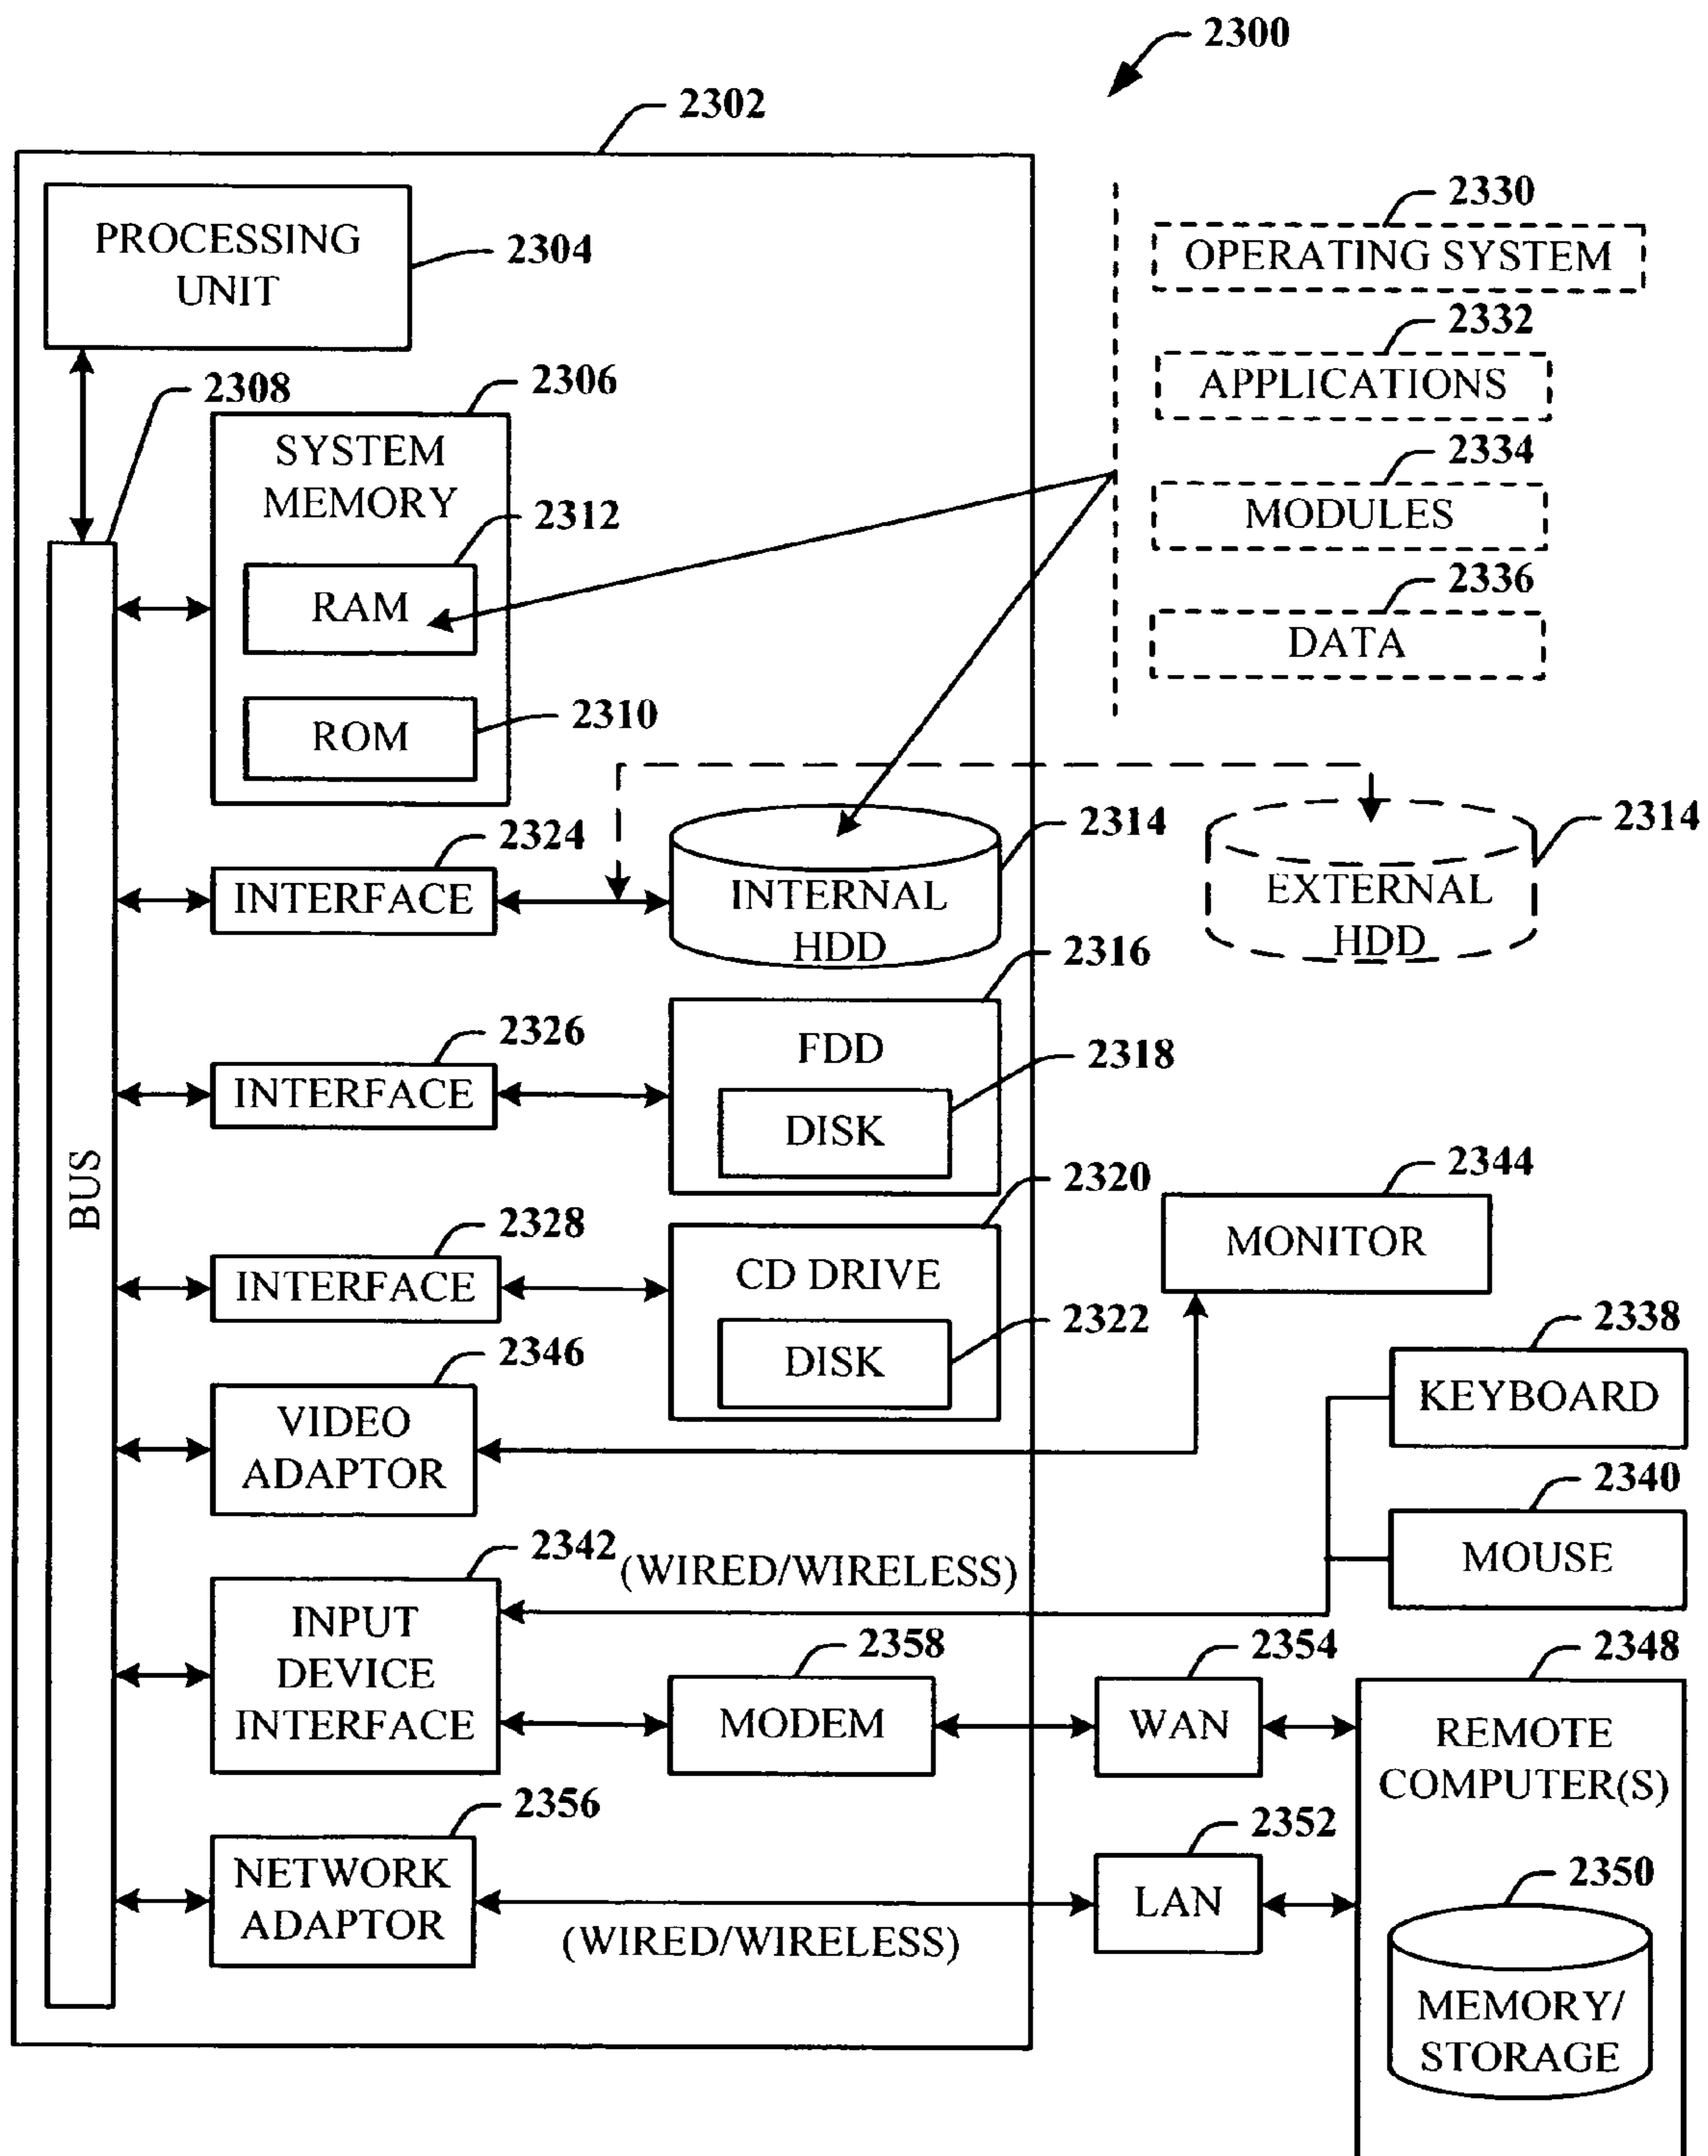 2300
2302
PROCESSING
UNIT
2304
2308
2306
SYSTEM
MEMORY
2312
RAM
ROM
2310
2330
OPERATING SYSTEM
2332
APPLICATIONS
2334
MODULES
2336
DATA
BUS
2324
INTERFACE
INTERNAL
HDD
2314
EXTERNAL
HDD
2314
2326
INTERFACE
2316
FDD
2318
DISK
2328
INTERFACE
2320
CD DRIVE
2322
DISK
2344
MONITOR
2346
VIDEO
ADAPTOR
2338
KEYBOARD
2340
MOUSE
2342
(WIRED/WIRELESS)
INPUT
DEVICE
INTERFACE
2358
MODEM
2354
WAN
2348
REMOTE
COMPUTER(S)
2356
NETWORK
ADAPTOR
(WIRED/WIRELESS)
2352
LAN
2350
MEMORY/
STORAGE